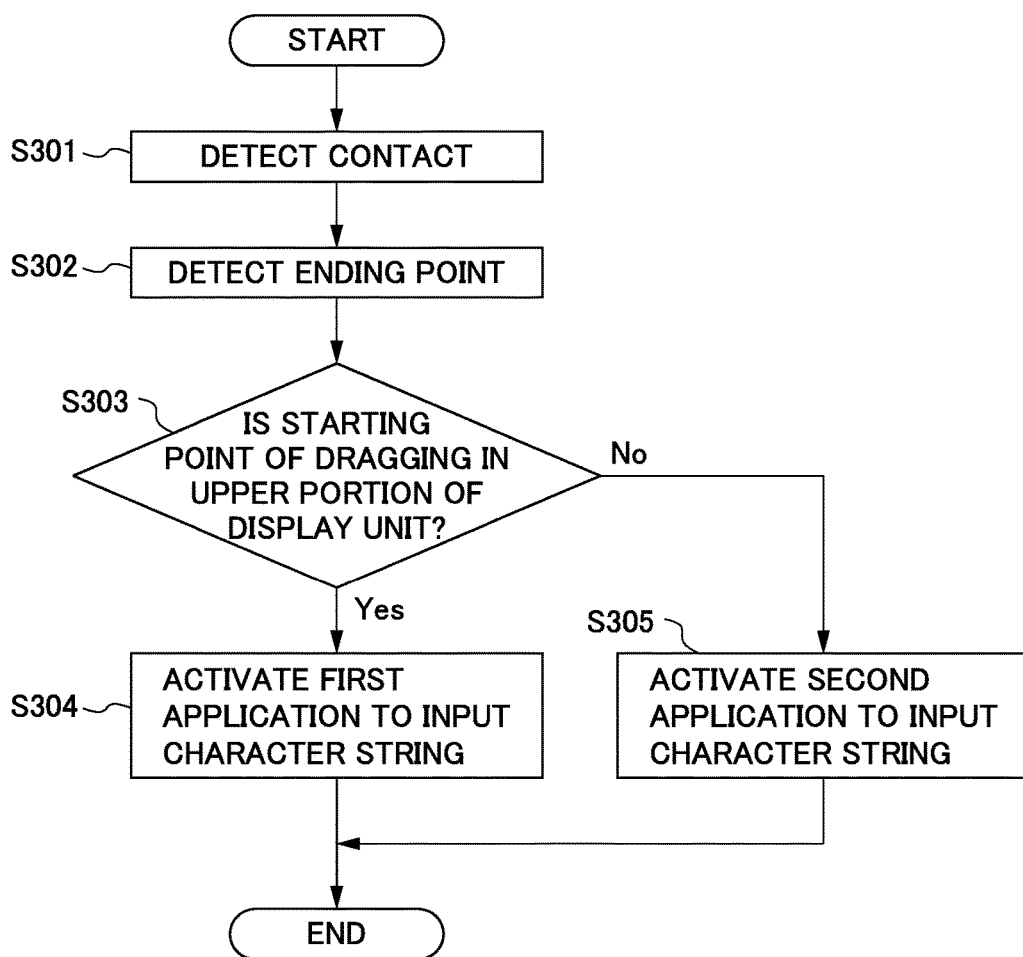 START
S301
DETECT CONTACT
S302
DETECT ENDING POINT
S303
IS STARTING
POINT OF DRAGGING IN
UPPER PORTION OF
DISPLAY UNIT?
No
Yes
S304
ACTIVATE FIRST
APPLICATION TO INPUT
CHARACTER STRING
S305
ACTIVATE SECOND
APPLICATION TO INPUT
CHARACTER STRING
END